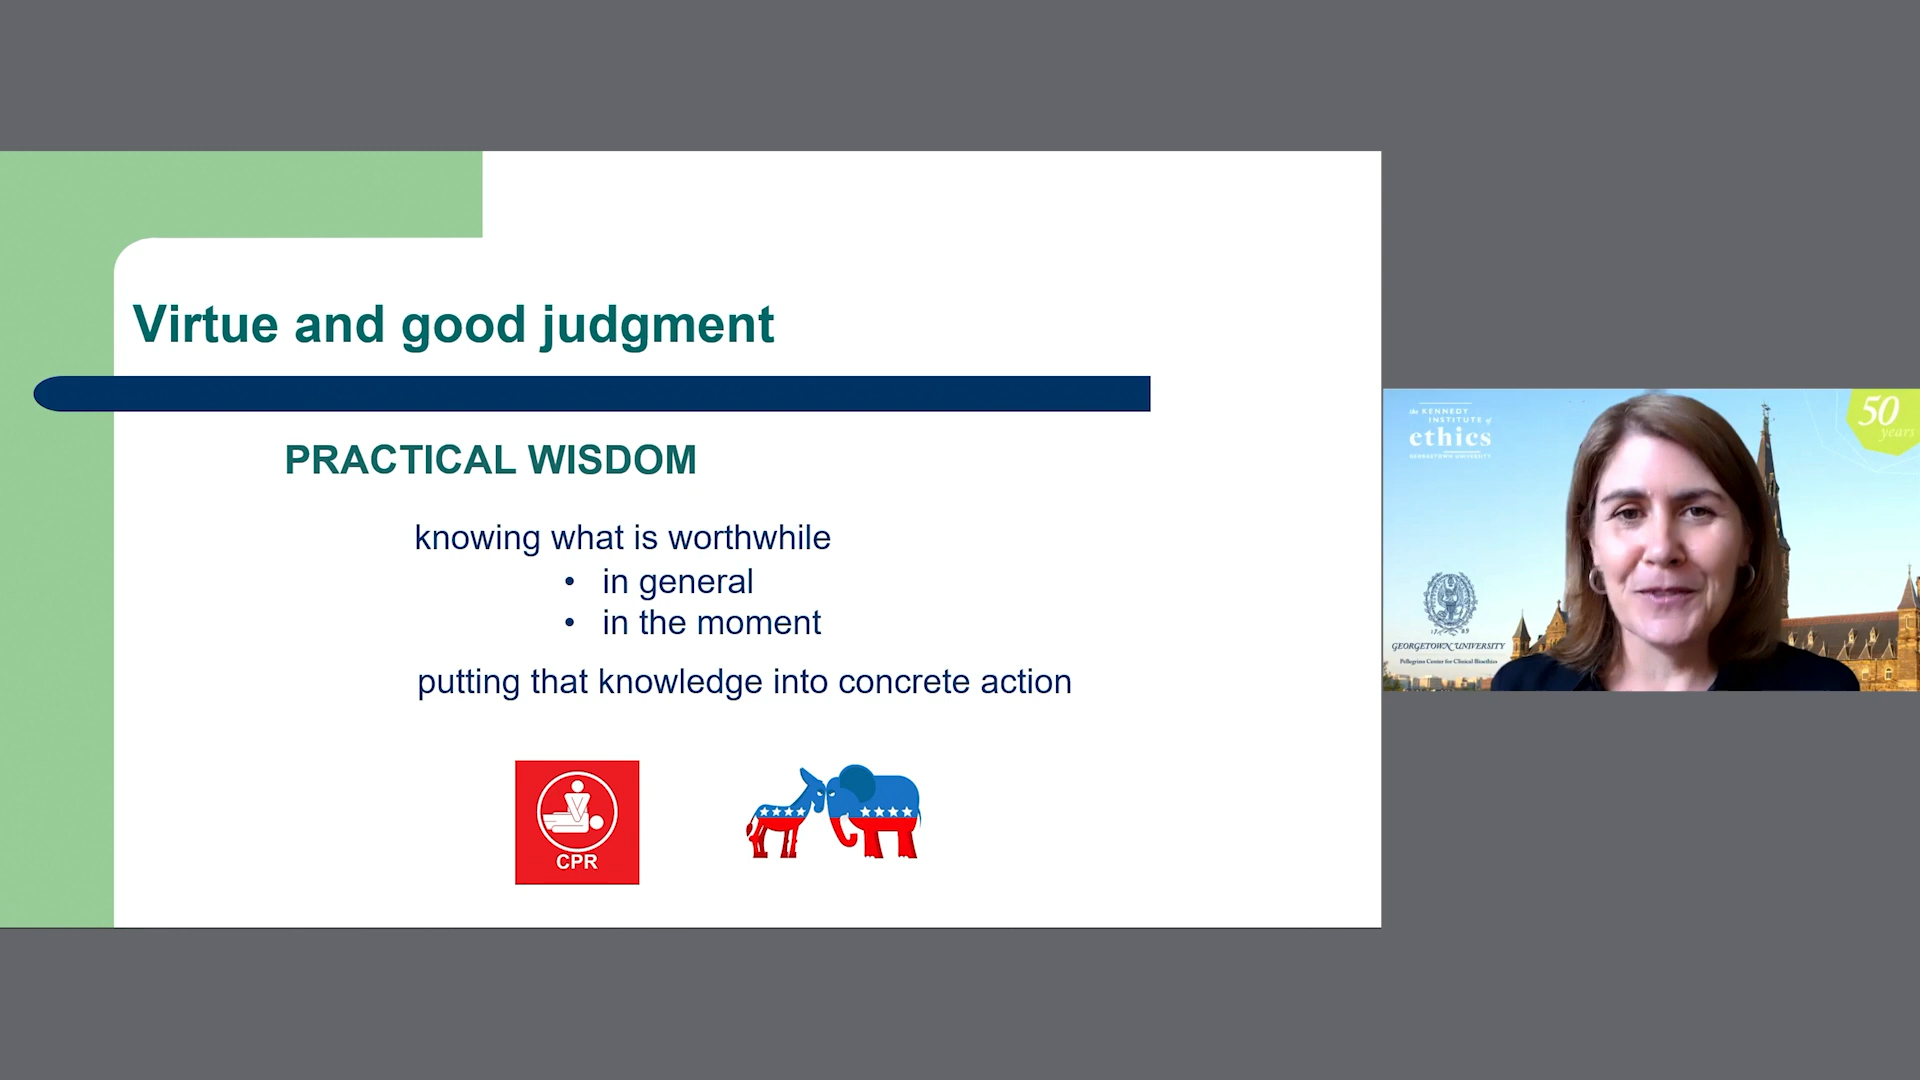 Virtue and good judgment
PRACTICAL WISDOM
knowing what is worthwhile
• in general
• in the moment
putting that knowledge into concrete action
CPR
the KENNEDY
INSTITUTE of
ethics
GEORGETOWN UNIVERSITY
50
years
17 89
GEORGETOWN UNIVERSITY
Pellegrino Center for Clinical Bioethics